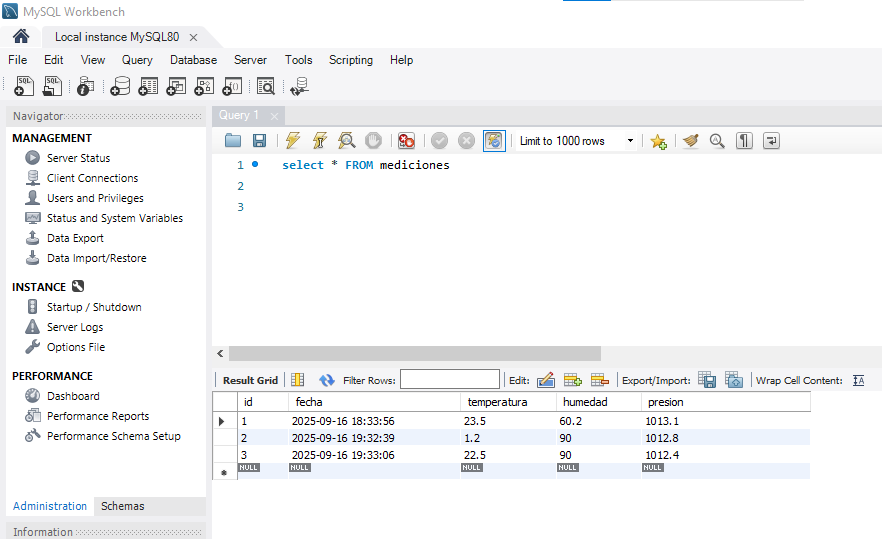 MySQL Workbench
Local instance MySQL80
File Edit View Query Database Server Tools Scripting Help
Navigator
MANAGEMENT
Server Status
Client Connections
Users and Privileges
Status and System Variables
Data Export
Data Import/Restore
INSTANCE
Startup / Shutdown
Server Logs
Options File
PERFORMANCE
Dashboard
Performance Reports
Performance Schema Setup
Administration Schemas
Information
Query 1
Limit to 1000 rows
1 select * FROM mediciones
2
3
Result Grid Filter Rows: Edit: Export/Import: Wrap Cell Content:
id fecha temperatura humedad presion
1 2025-09-16 18:33:56 23.5 60.2 1013.1
2 2025-09-16 19:32:39 1.2 90 1012.8
3 2025-09-16 19:33:06 22.5 90 1012.4
NULL NULL NULL NULL NULL